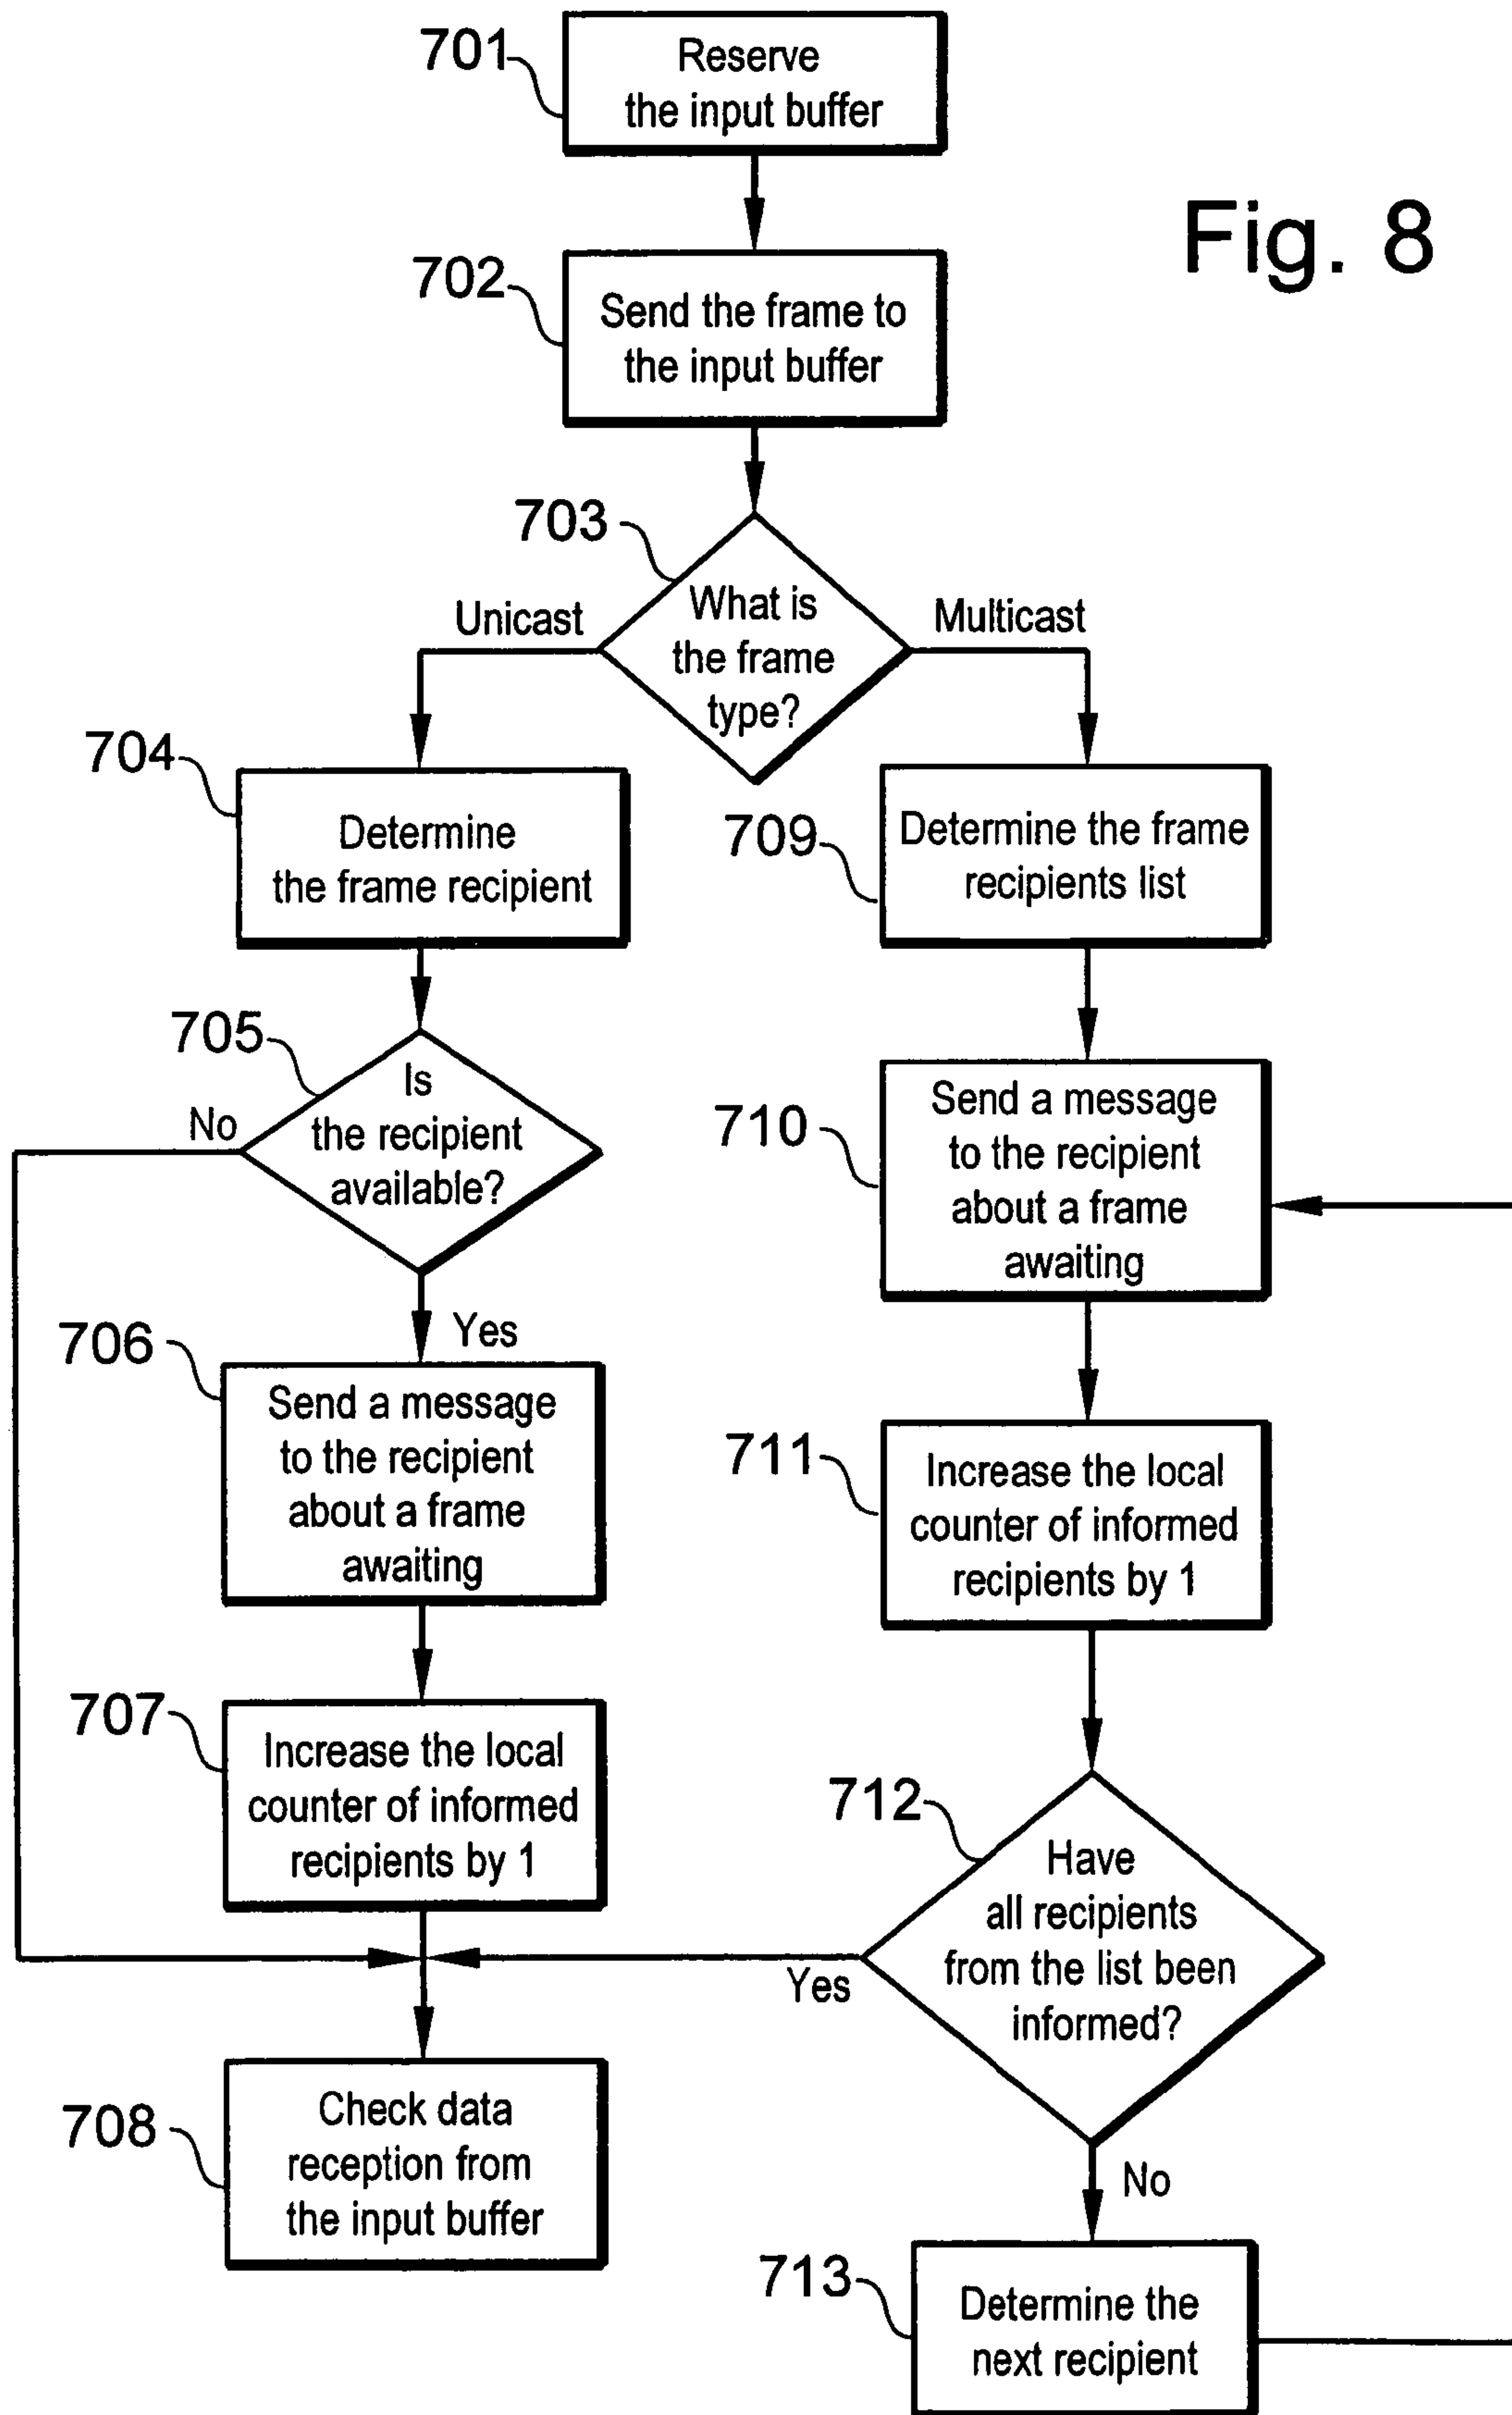 701
Reserve
the input buffer
Fig. 8
702
Send the frame to
the input buffer
703
What is
the frame
type?
Unicast
Multicast
704
Determine
the frame recipient
709
Determine the frame
recipients list
705
Is
the recipient
available?
No
Yes
710
Send a message
to the recipient
about a frame
awaiting
706
Send a message
to the recipient
about a frame
awaiting
711
Increase the local
counter of informed
recipients by 1
707
Increase the local
counter of informed
recipients by 1
712
Have
all recipients
from the list been
informed?
Yes
No
708
Check data
reception from
the input buffer
713
Determine the
next recipient